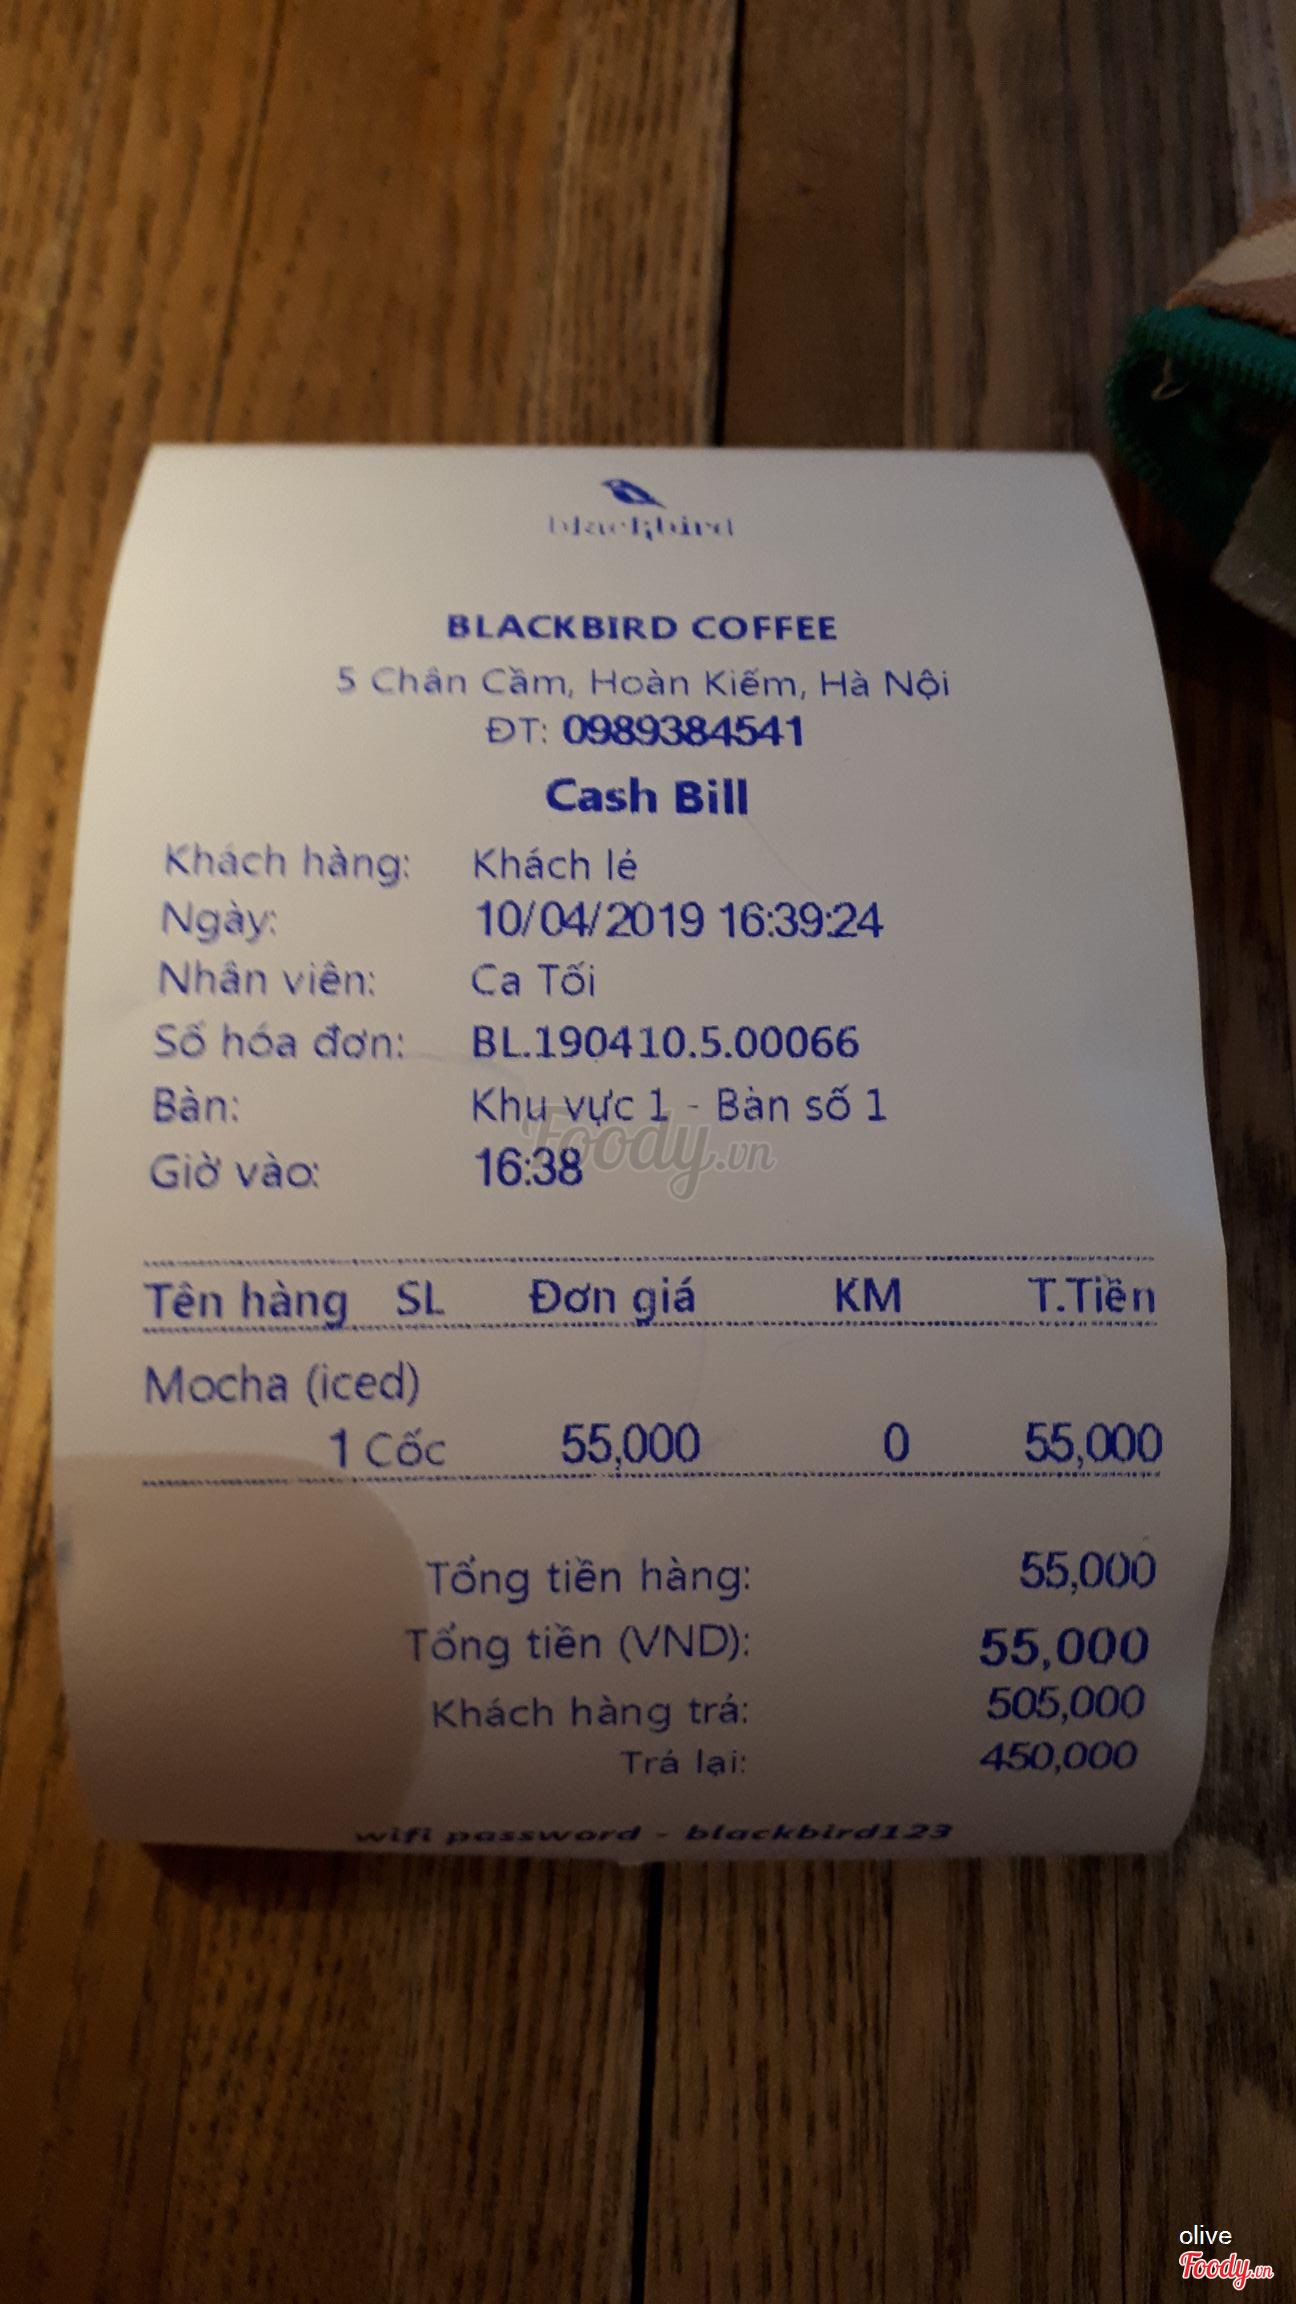 blackbird
BLACKBIRD COFFEE
5 Chân Cầm, Hoàn Kiếm, Hà Nội
ĐT: 0989384541
Cash Bill
Khách hàng: Khách lẻ
Ngày: 10/04/2019 16:39:24
Nhân viên: Ca Tối
Số hóa đơn: BL.190410.5.00066
Bàn: Khu vực 1 - Bàn số 1
Giờ vào: 16:38
Foody.vn
Tên hàng SL Đơn giá KM T.Tiền
Mocha (iced)
1 Cốc 55,000 0 55,000
Tổng tiền hàng: 55,000
Tổng tiền (VND): 55,000
Khách hàng trả: 505,000
Trả lại: 450,000
wifi password - blackbird123
olive
Foody.vn